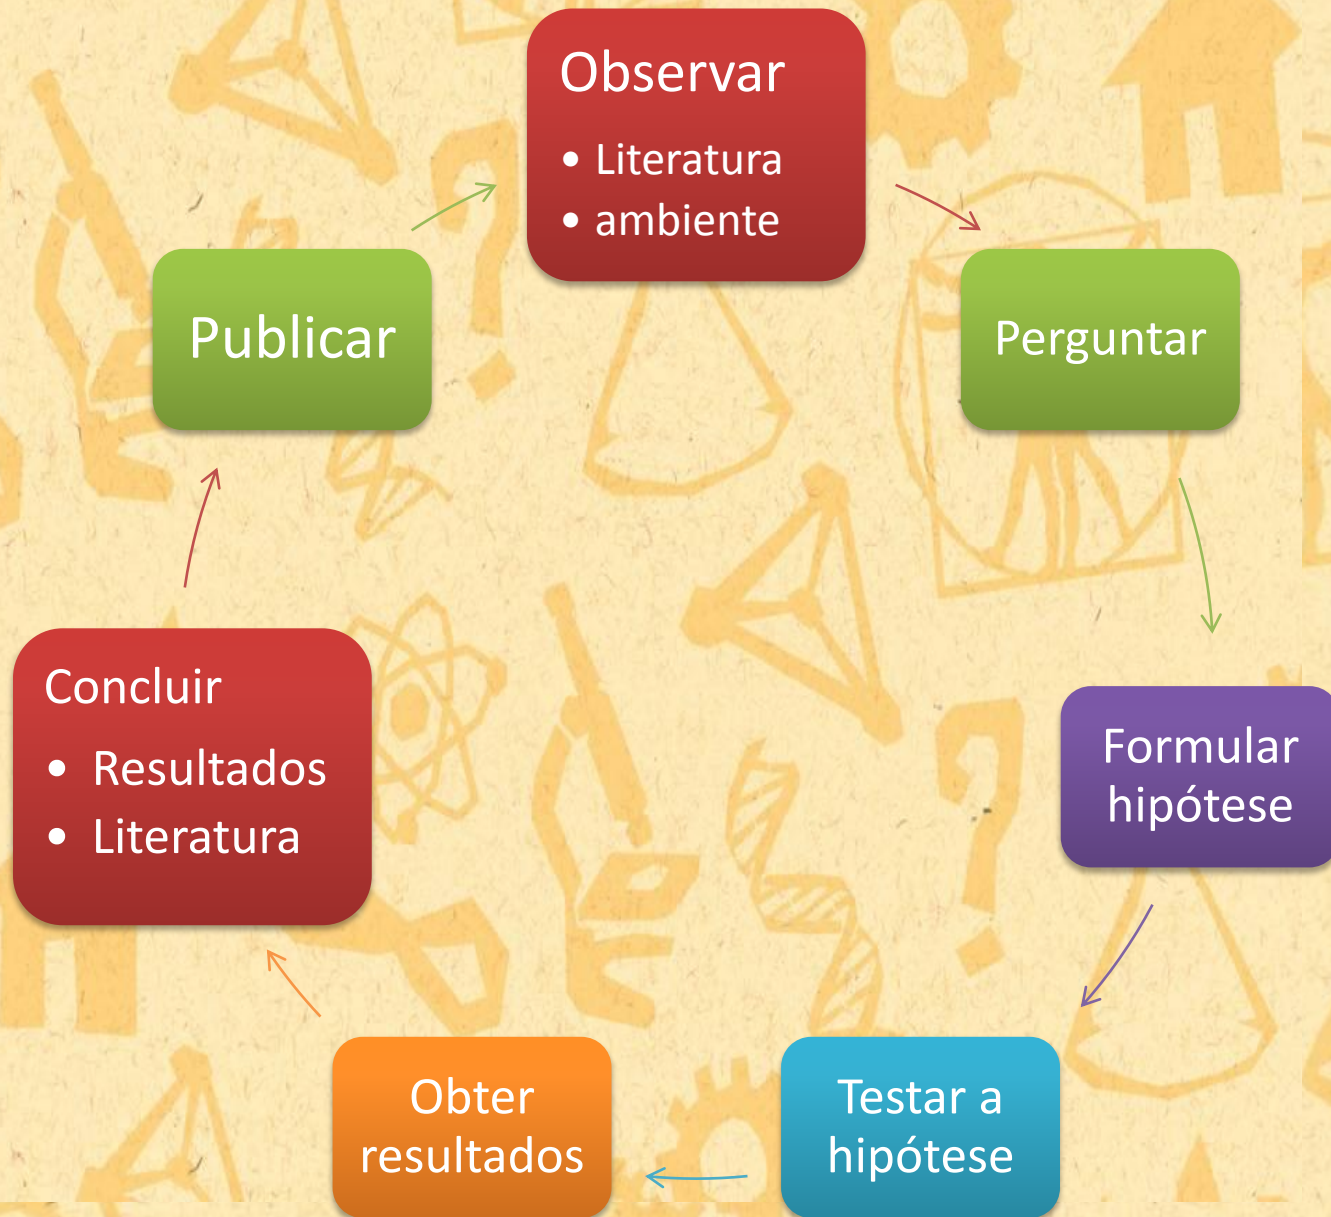 Observar
• Literatura
• ambiente
Perguntar
Formular
hipótese
Testar a
hipótese
Obter
resultados
Concluir
• Resultados
• Literatura
Publicar